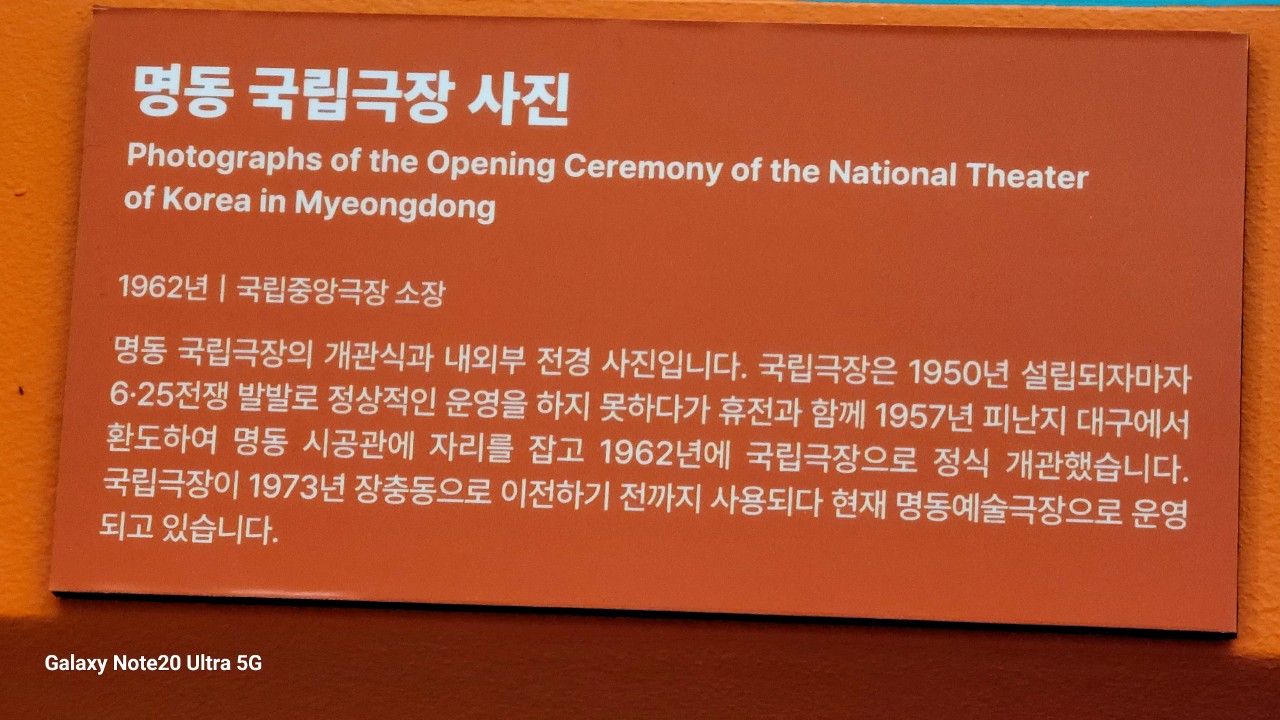 명동 국립극장 사진
Photographs of the Opening Ceremony of the National Theater
of Korea in Myeongdong
1962년 | 국립중앙극장 소장
명동 국립극장의 개관식과 내외부 전경 사진입니다. 국립극장은 1950년 설립되자마자
6·25전쟁 발발로 정상적인 운영을 하지 못하다가 휴전과 함께 1957년 피난지 대구에서
환도하여 명동 시공관에 자리를 잡고 1962년에 국립극장으로 정식 개관했습니다.
국립극장이 1973년 장충동으로 이전하기 전까지 사용되다 현재 명동예술극장으로 운영
되고 있습니다.
Galaxy Note20 Ultra 5G